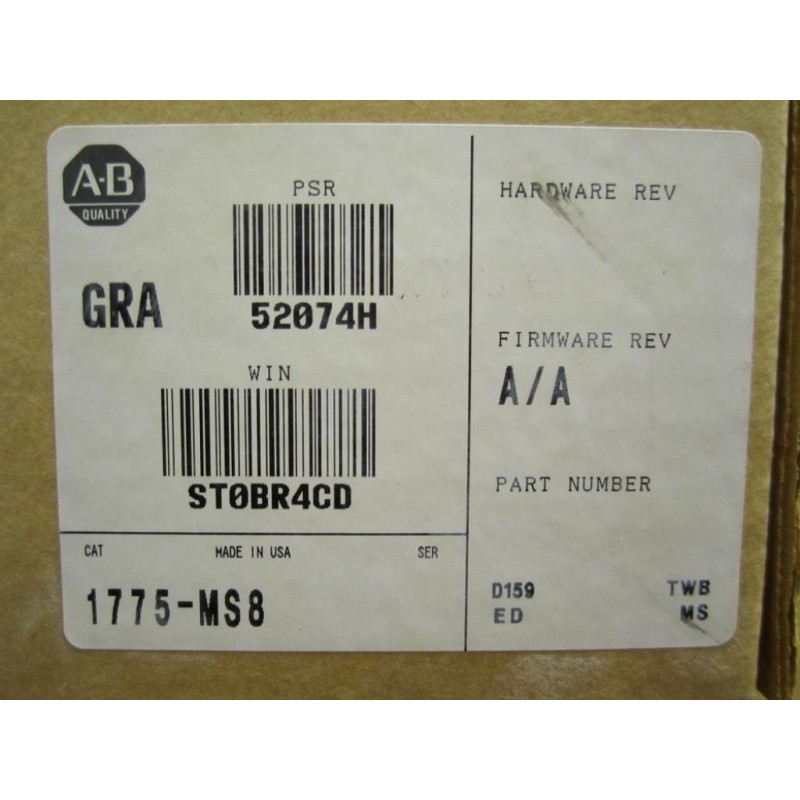 A-B
QUALITY
PSR
GRA
52074H
WIN
ST0BR4CD
CAT MADE IN USA SER
1775-MS8
HARDWARE REV
FIRMWARE REV
A/A
PART NUMBER
D159 TWB
ED MS